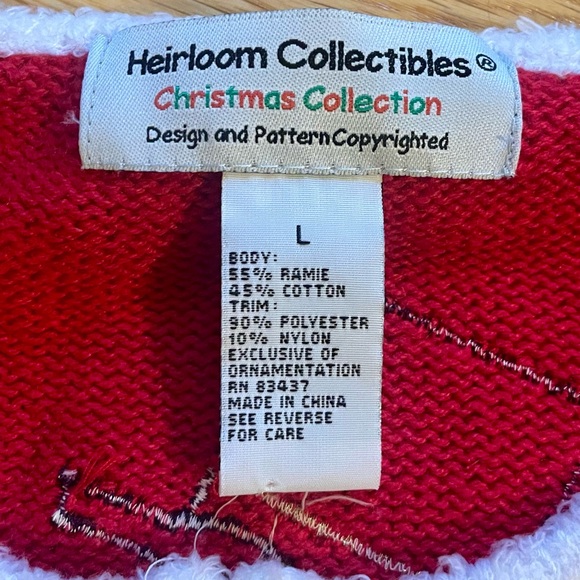 Heirloom Collectibles®
Christmas Collection
Design and Pattern Copyrighted
L
BODY:
55% RAMIE
45% COTTON
TRIM:
90% POLYESTER
10% NYLON
EXCLUSIVE OF
ORNAMENTATION
RN 83437
MADE IN CHINA
SEE REVERSE
FOR CARE